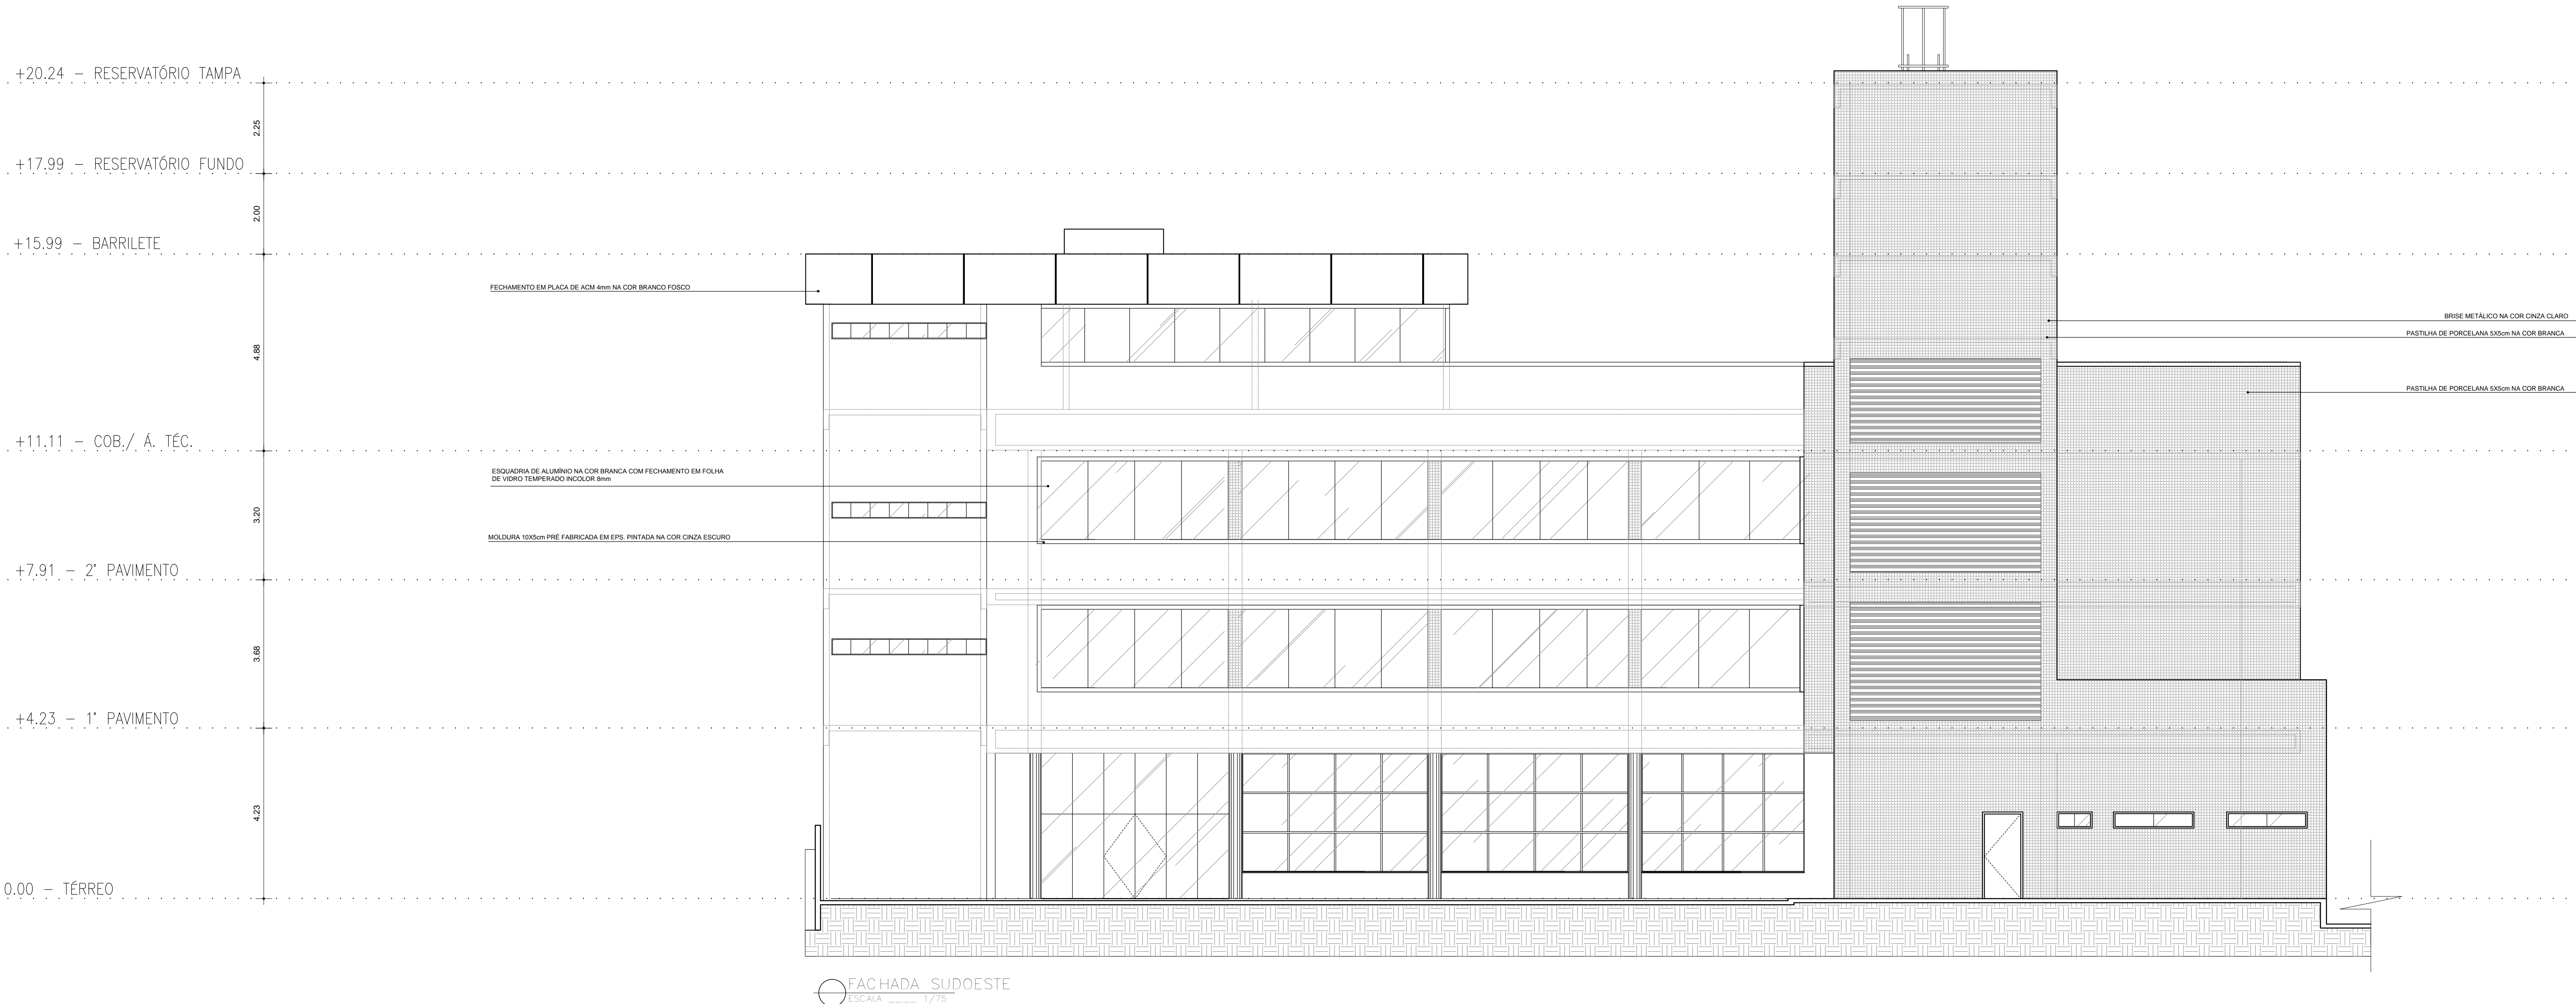 +20.24 - RESERVATÓRIO TAMPA
2.25
+17.99 - RESERVATÓRIO FUNDO
2.00
+15.99 - BARRILETE
FECHAMENTO EM PLACA DE ACM 4mm NA COR BRANCO FOSCO
BRISE METÁLICO NA COR CINZA CLARO
PASTILHA DE PORCELANA 5X5cm NA COR BRANCA
4.88
PASTILHA DE PORCELANA 5X5cm NA COR BRANCA
+11.11 - COB./ Á. TÉC.
ESQUADRIA DE ALUMÍNIO NA COR BRANCA COM FECHAMENTO EM FOLHA
DE VIDRO TEMPERADO INCOLOR 8mm
3.20
MOLDURA 10X5cm PRÉ FABRICADA EM EPS. PINTADA NA COR CINZA ESCURO
+7.91 - 2° PAVIMENTO
3.68
+4.23 - 1° PAVIMENTO
4.23
0.00 - TÉRREO
FACHADA SUDOESTE
ESCALA ____ 1/75